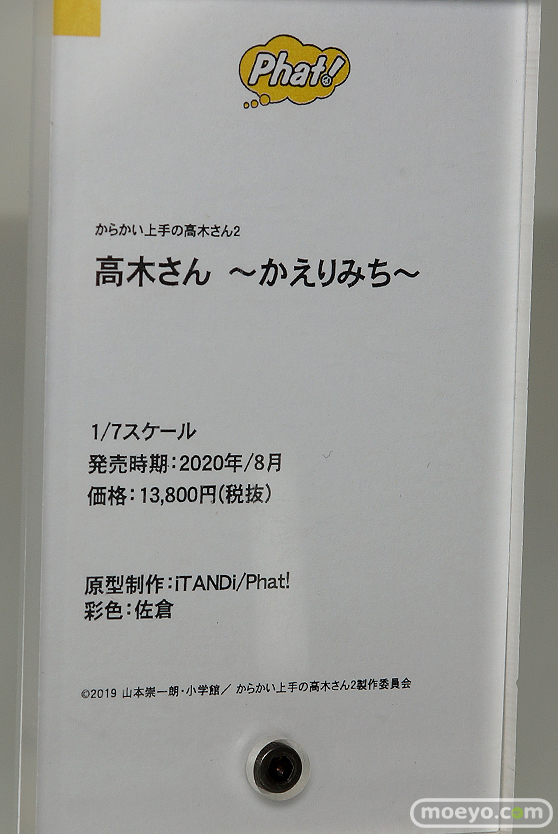 Phat!
からかい上手の高木さん2
高木さん ～かえりみち～
1/7スケール
発売時期：2020年/8月
価格：13,800円(税抜)
原型制作：iTANDi/Phat!
彩色：佐倉
©2019 山本崇一朗・小学館／ からかい上手の高木さん2製作委員会
moeyo.com